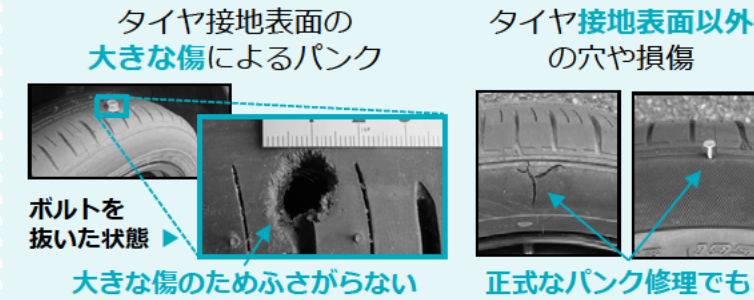 タイヤ接地表面の
大きな傷によるパンク
ボルトを
抜いた状態
大きな傷のためふさがらない
タイヤ接地表面以外
の穴や損傷
正式なパンク修理でも